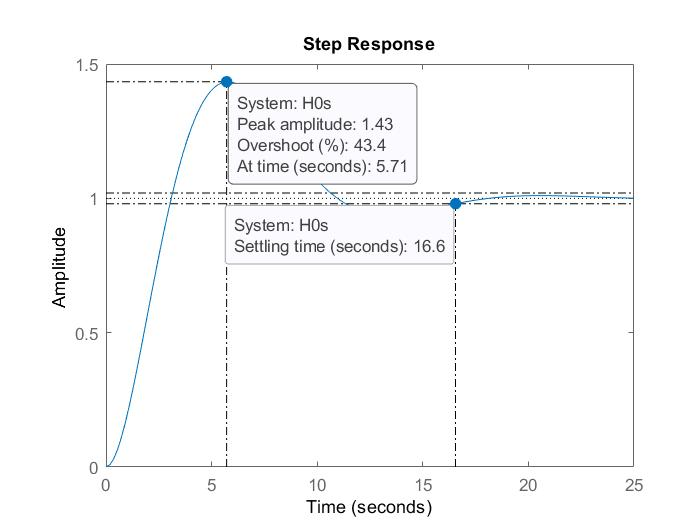 Step Response
1.5
System: H0s
Peak amplitude: 1.43
Overshoot (%): 43.4
At time (seconds): 5.71
1
System: H0s
Settling time (seconds): 16.6
Amplitude
0.5
0
0 5 10 15 20 25
Time (seconds)